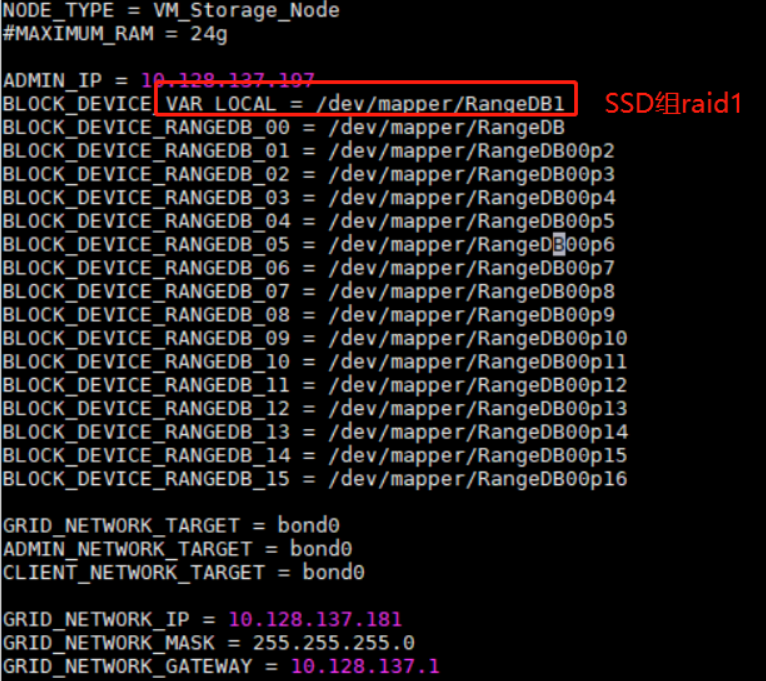 NODE_TYPE = VM_Storage_Node
#MAXIMUM_RAM = 24g
ADMIN_IP = 10.128.137.197
BLOCK_DEVICE_VAR_LOCAL = /dev/mapper/RangeDB1 SSD组raid1
BLOCK_DEVICE_RANGEDB_00 = /dev/mapper/RangeDB
BLOCK_DEVICE_RANGEDB_01 = /dev/mapper/RangeDB00p2
BLOCK_DEVICE_RANGEDB_02 = /dev/mapper/RangeDB00p3
BLOCK_DEVICE_RANGEDB_03 = /dev/mapper/RangeDB00p4
BLOCK_DEVICE_RANGEDB_04 = /dev/mapper/RangeDB00p5
BLOCK_DEVICE_RANGEDB_05 = /dev/mapper/RangeDB00p6
BLOCK_DEVICE_RANGEDB_06 = /dev/mapper/RangeDB00p7
BLOCK_DEVICE_RANGEDB_07 = /dev/mapper/RangeDB00p8
BLOCK_DEVICE_RANGEDB_08 = /dev/mapper/RangeDB00p9
BLOCK_DEVICE_RANGEDB_09 = /dev/mapper/RangeDB00p10
BLOCK_DEVICE_RANGEDB_10 = /dev/mapper/RangeDB00p11
BLOCK_DEVICE_RANGEDB_11 = /dev/mapper/RangeDB00p12
BLOCK_DEVICE_RANGEDB_12 = /dev/mapper/RangeDB00p13
BLOCK_DEVICE_RANGEDB_13 = /dev/mapper/RangeDB00p14
BLOCK_DEVICE_RANGEDB_14 = /dev/mapper/RangeDB00p15
BLOCK_DEVICE_RANGEDB_15 = /dev/mapper/RangeDB00p16
GRID_NETWORK_TARGET = bond0
ADMIN_NETWORK_TARGET = bond0
CLIENT_NETWORK_TARGET = bond0
GRID_NETWORK_IP = 10.128.137.181
GRID_NETWORK_MASK = 255.255.255.0
GRID_NETWORK_GATEWAY = 10.128.137.1